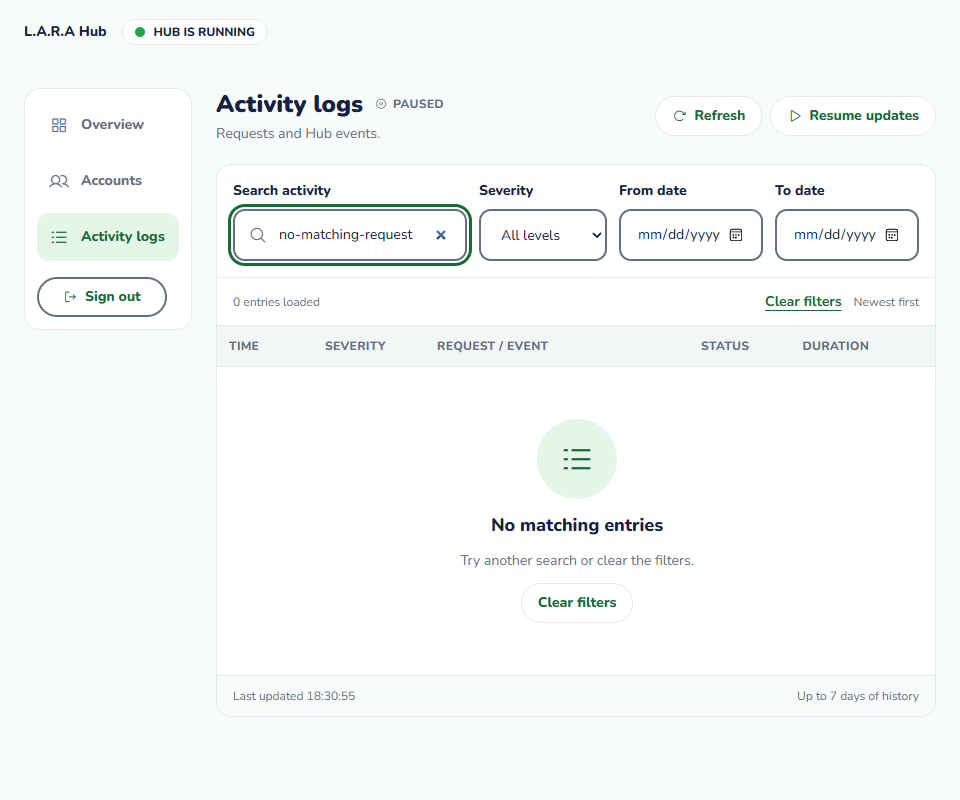 L.A.R.A Hub
HUB IS RUNNING
Overview
Accounts
Activity logs
Sign out
Activity logs
PAUSED
Requests and Hub events.
Refresh
Resume updates
Search activity
Severity
From date
To date
no-matching-request
All levels
mm/dd/yyyy
mm/dd/yyyy
0 entries loaded
Clear filters
Newest first
TIME
SEVERITY
REQUEST / EVENT
STATUS
DURATION
No matching entries
Try another search or clear the filters.
Clear filters
Last updated 18:30:55
Up to 7 days of history